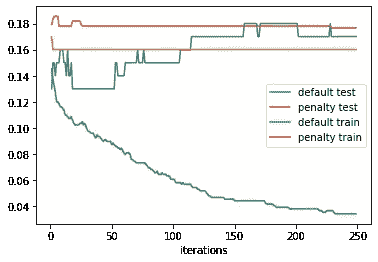 0.18
0.16
0.14
0.12
0.10
0.08
0.06
0.04
default test
penalty test
default train
penalty train
0
50
100
150
200
250
iterations